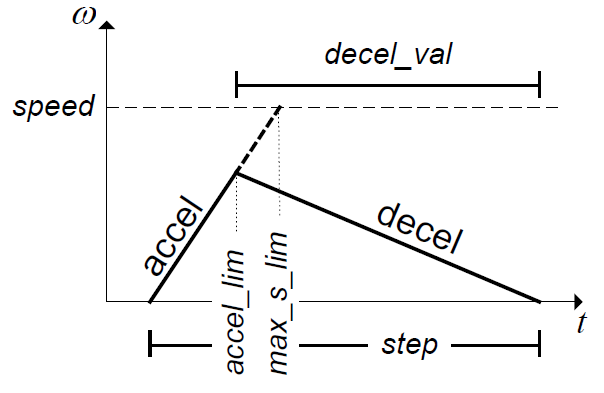 ω
decel_val
speed
accel
decel
accel_lim
max_s_lim
t
step